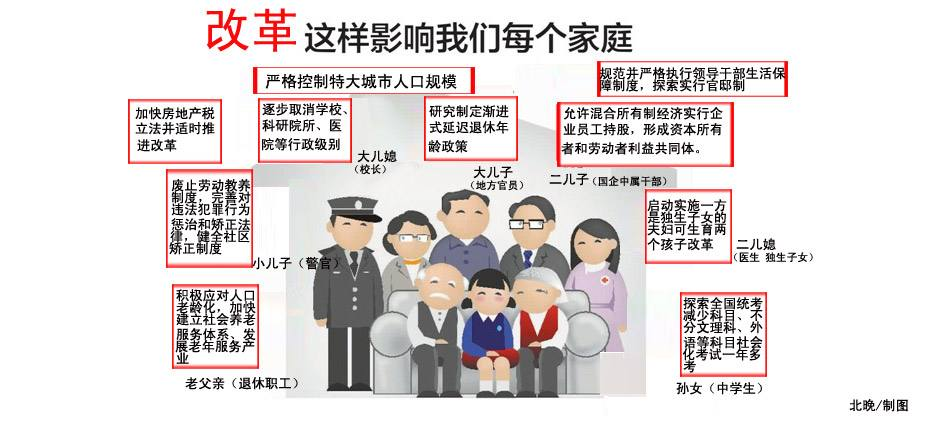 改革 这样影响我们每个家庭
严格控制特大城市人口规模
规范并严格执行领导干部生活保
障制度，探索实行官邸制
加快房地产税
立法并适时推
进改革
逐步取消学校、
科研院所、医
院等行政级别
研究制定渐进
式延迟退休年
龄政策
允许混合所有制经济实行企
业员工持股，形成资本所有
者和劳动者利益共同体。
大儿媳
（校长）
大儿子
（地方官员）
二儿子（国企中属干部）
废止劳动教养
制度，完善对
违法犯罪行为
惩治和矫正法
律，健全社区
矫正制度
启动实施一方
是独生子女的
夫妇可生育两
个孩子改革
二儿媳
（医生 独生子女）
小儿子（警官）
积极应对人口
老龄化，加快
建立社会养老
服务体系、发
展老年服务产
业
老父亲（退休职工）
探索全国统考
减少科目、不
分文理科、外
语等科目社会
化考试一年多
考
孙女（中学生）
北晚/制图